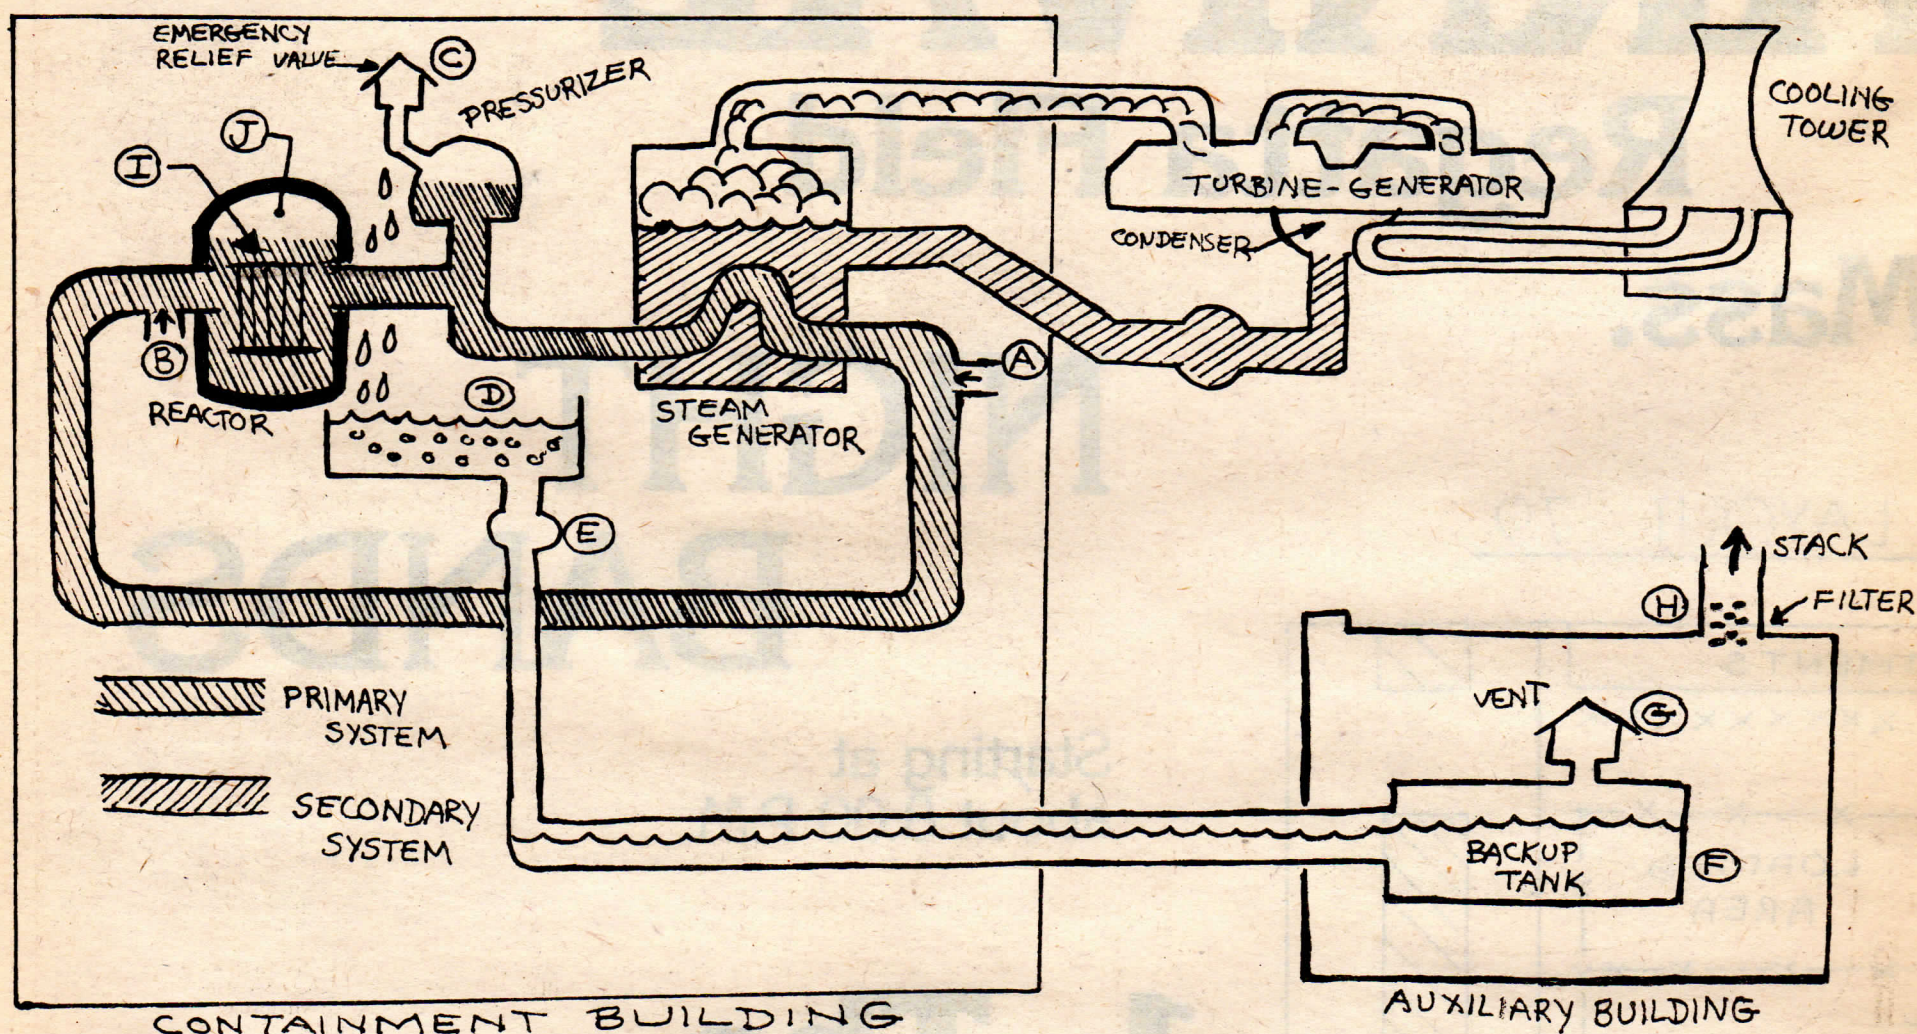 EMERGENCY
RELIEF VALVE
C
PRESSURIZER
J
I
B
REACTOR
D
STEAM
GENERATOR
A
E
TURBINE-GENERATOR
CONDENSER
COOLING
TOWER
PRIMARY
SYSTEM
SECONDARY
SYSTEM
STACK
H
FILTER
VENT
G
BACKUP
TANK
F
CONTAINMENT BUILDING
AUXILIARY BUILDING